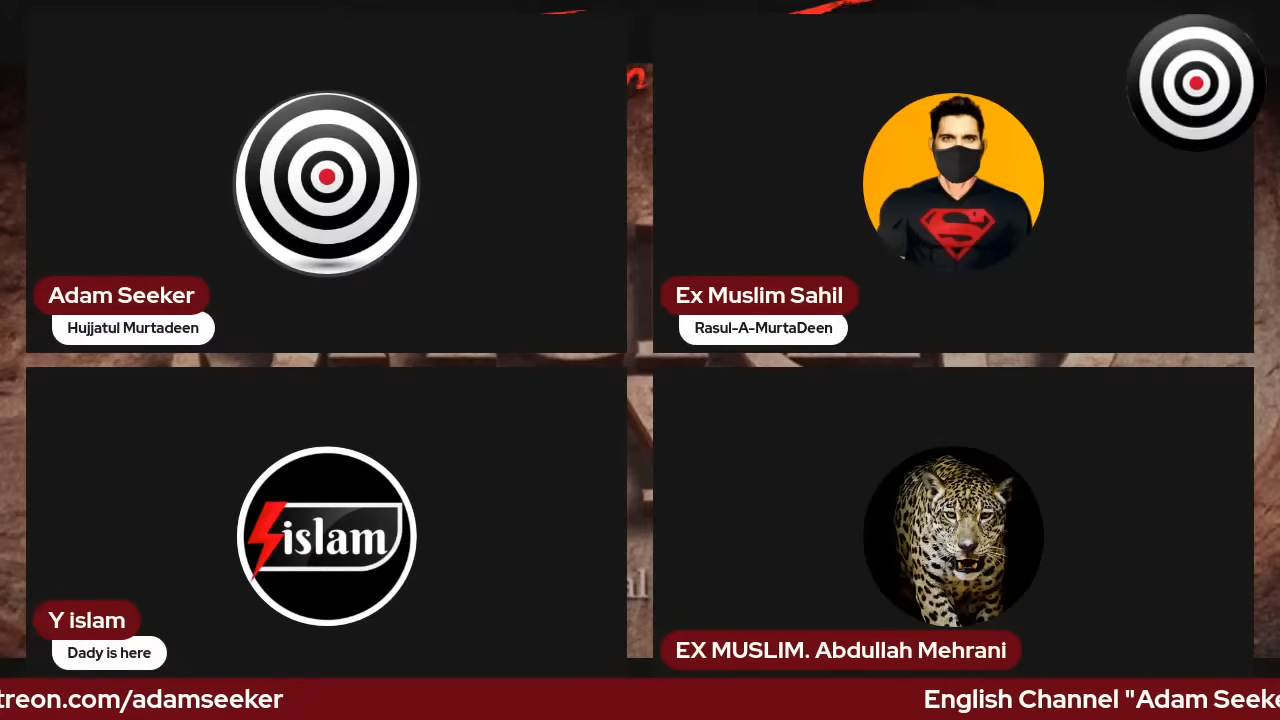 Adam Seeker
Hujjatul Murtadeen
Ex Muslim Sahil
Rasul-A-MurtaDeen
islam
Y islam
Dady is here
EX MUSLIM. Abdullah Mehrani
treon.com/adamseeker
English Channel "Adam Seeke